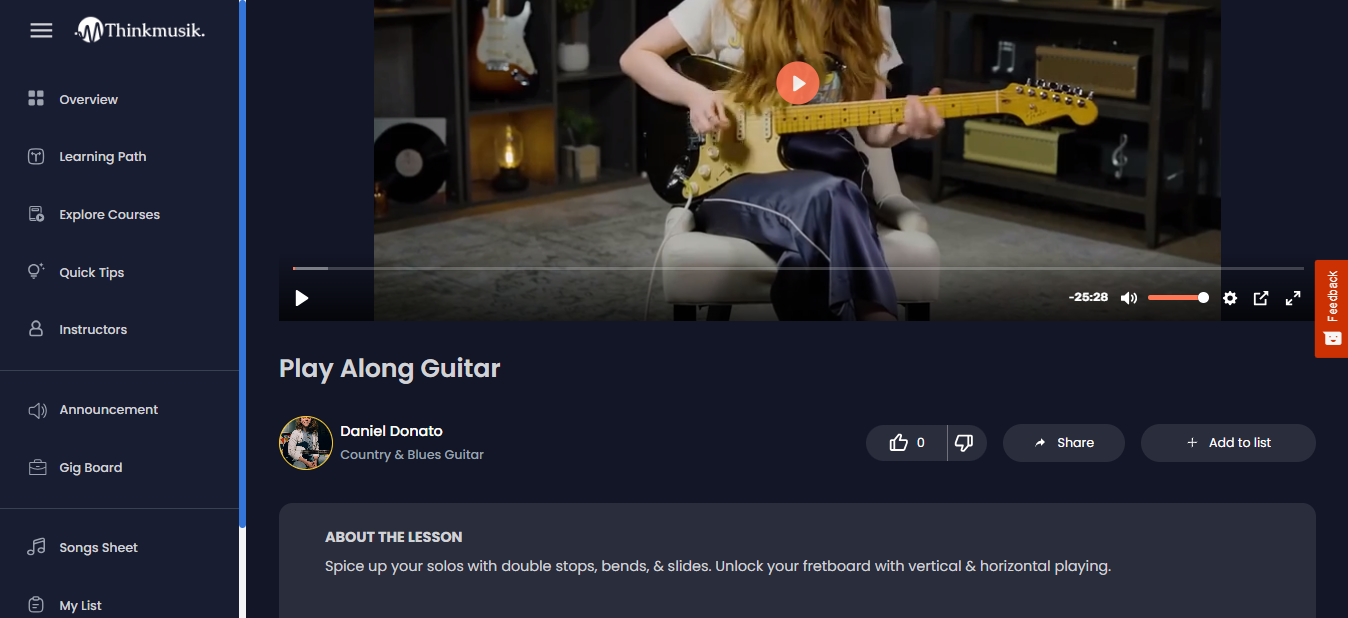 Thinkmusik.
Overview
Learning Path
Explore Courses
Quick Tips
Instructors
Announcement
Gig Board
Songs Sheet
My List
-25:28
Feedback
Play Along Guitar
Daniel Donato
Country & Blues Guitar
0
Share
Add to list
ABOUT THE LESSON
Spice up your solos with double stops, bends, & slides. Unlock your fretboard with vertical & horizontal playing.